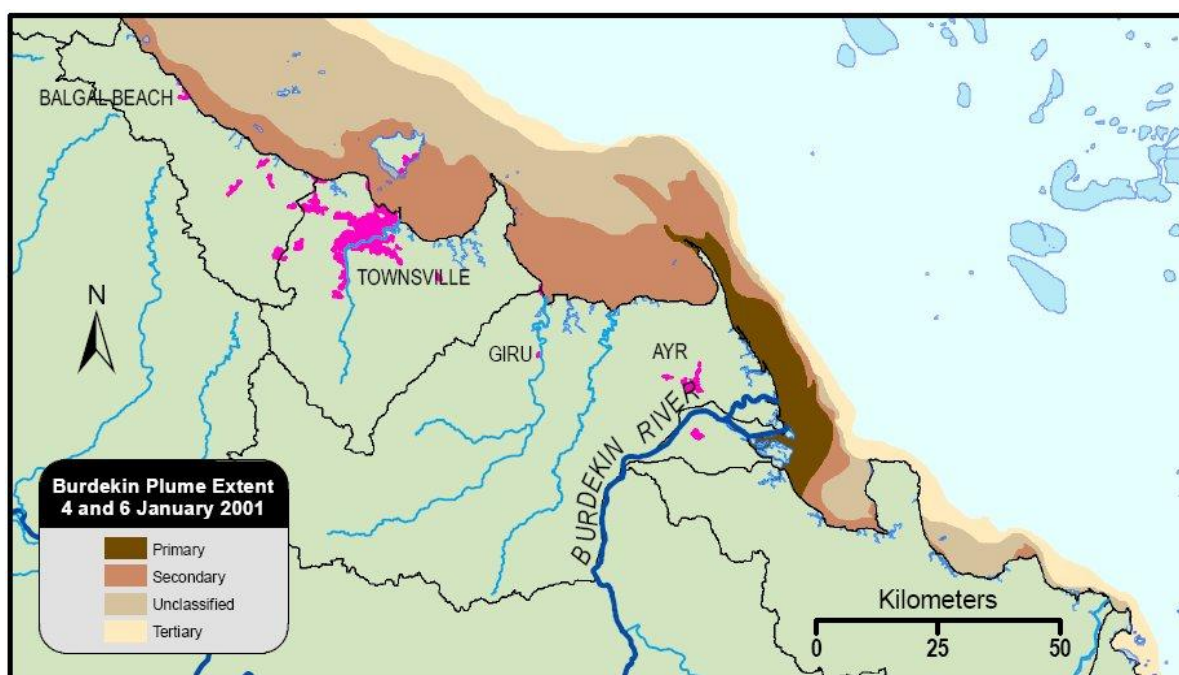 BALGAL BEACH
TOWNSVILLE
N
GIRU
AYR
BURDEKIN RIVER
Burdekin Plume Extent
4 and 6 January 2001
Primary
Secondary
Unclassified
Tertiary
Kilometers
0 25 50